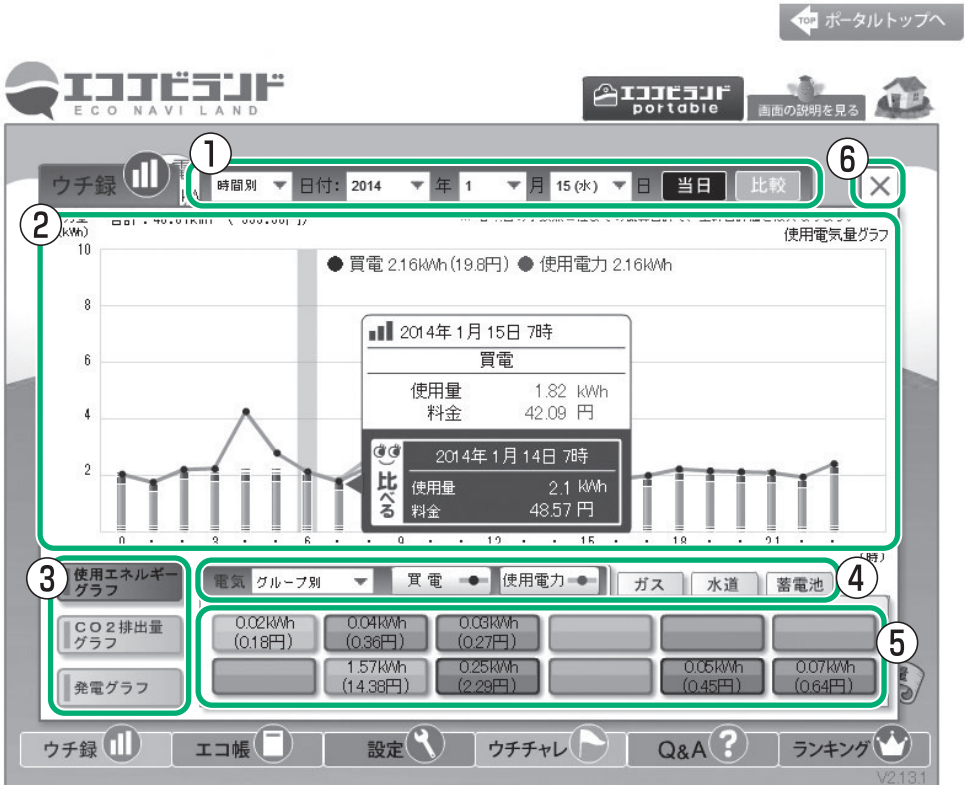 TOP ポータルトップへ
エコナビランド
ECO NAVI LAND
エコナビランド
portable
画面の説明を見る
①
⑥
ウチ録
時間別 ▼ 日付: 2014 ▼ 年 1 ▼ 月 15 (水) ▼ 日 当日 比較
②
(kWh)
使用電気量グラフ
● 買電 2.16kWh (19.8円) ● 使用電力 2.16kWh
10
8
6
4
2
2014年 1月 15日 7時
買電
使用量 1.82 kWh
料金 42.09 円
比べる
2014年 1月 14日 7時
使用量 2.1 kWh
料金 48.57 円
0 ・ ・ 3 ・ ・ 6 ・ ・ 9 ・ ・ 12 ・ ・ 15 ・ ・ 18 ・ ・ 21 ・ ・
(時)
③
使用エネルギー
グラフ
CO2排出量
グラフ
発電グラフ
④
電気 グループ別 ▼ 買電 使用電力 ガス 水道 蓄電池
⑤
0.02kWh
(0.18円)
0.04kWh
(0.36円)
0.03kWh
(0.27円)
1.57kWh
(14.38円)
0.25kWh
(2.29円)
0.05kWh
(0.45円)
0.07kWh
(0.64円)
ウチ録 エコ帳 設定 ウチチャレ Q&A ? ランキング
V2.13.1